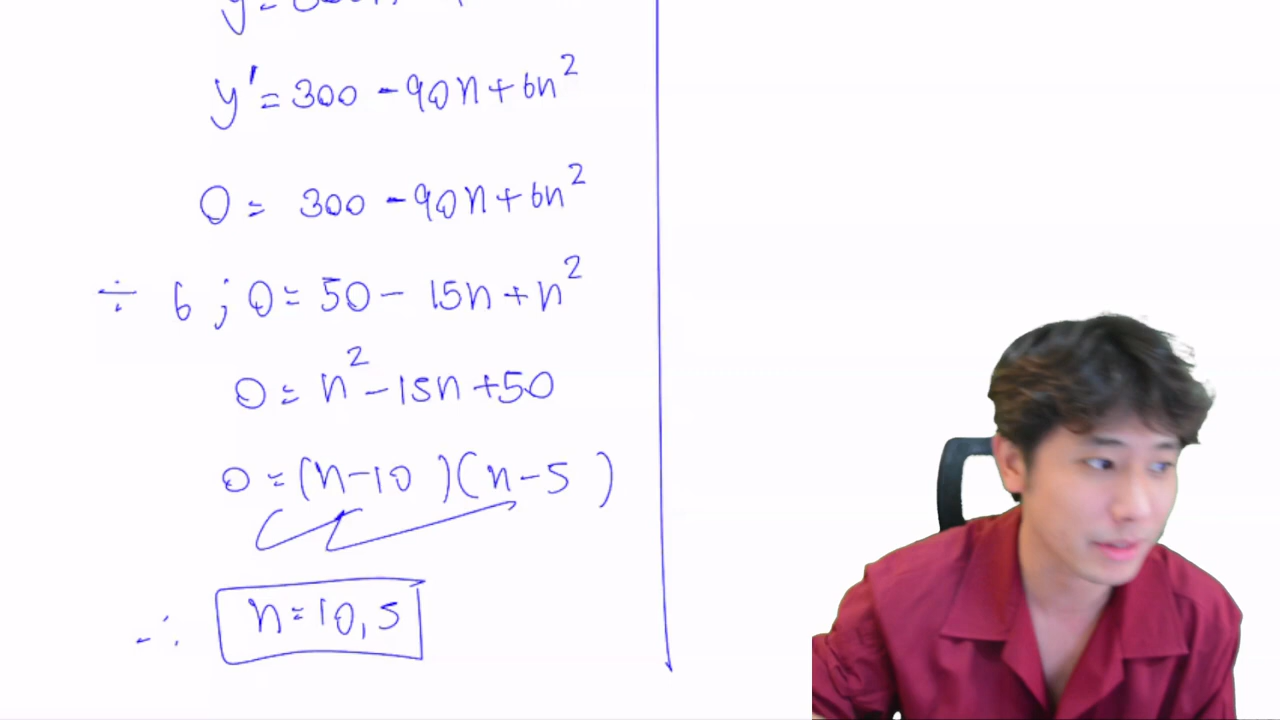 y' = 300 - 90n + 6n²
0 = 300 - 90n + 6n²
÷ 6 ; 0 = 50 - 15n + n²
0 = n² - 15n + 50
0 = (n - 10)(n - 5)
∴ n = 10, 5